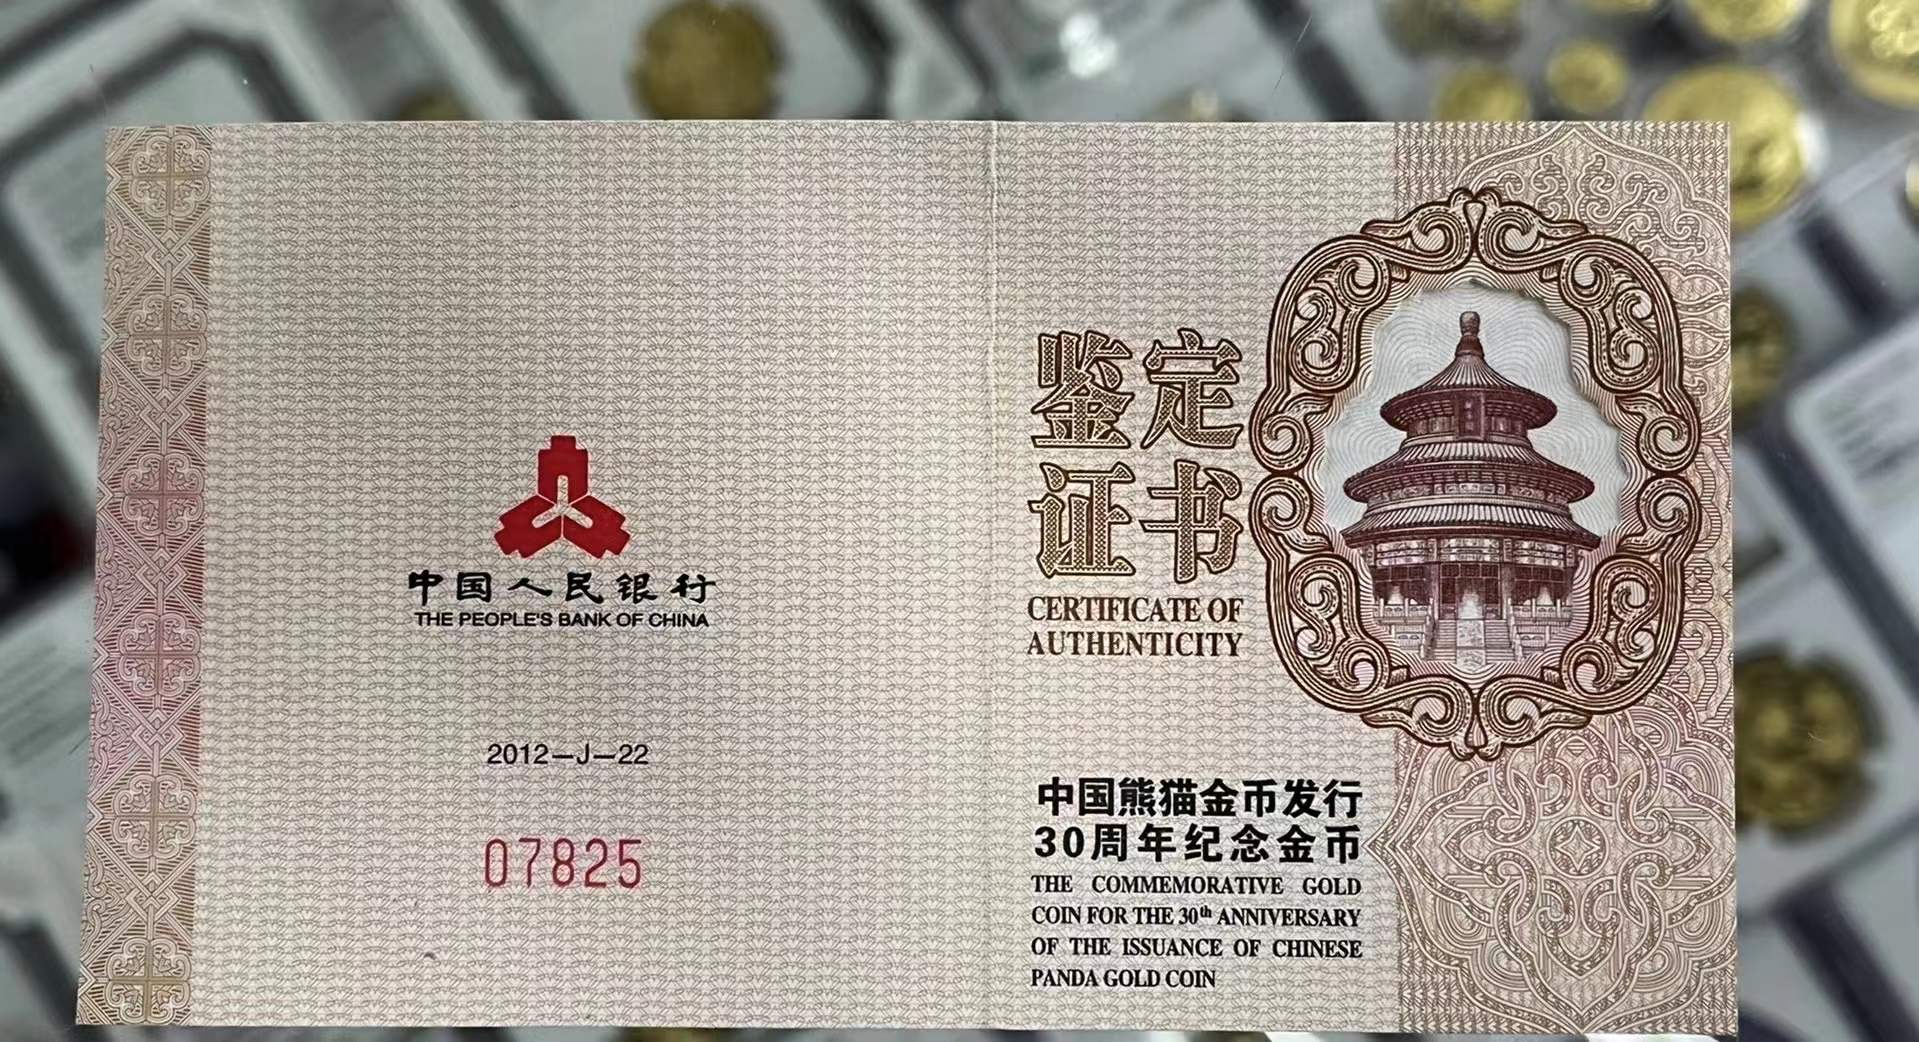 中国人民银行
THE PEOPLE'S BANK OF CHINA
2012—J—22
07825
鉴定
证书
CERTIFICATE OF
AUTHENTICITY
中国熊猫金币发行
30周年纪念金币
THE COMMEMORATIVE GOLD
COIN FOR THE 30th ANNIVERSARY
OF THE ISSUANCE OF CHINESE
PANDA GOLD COIN